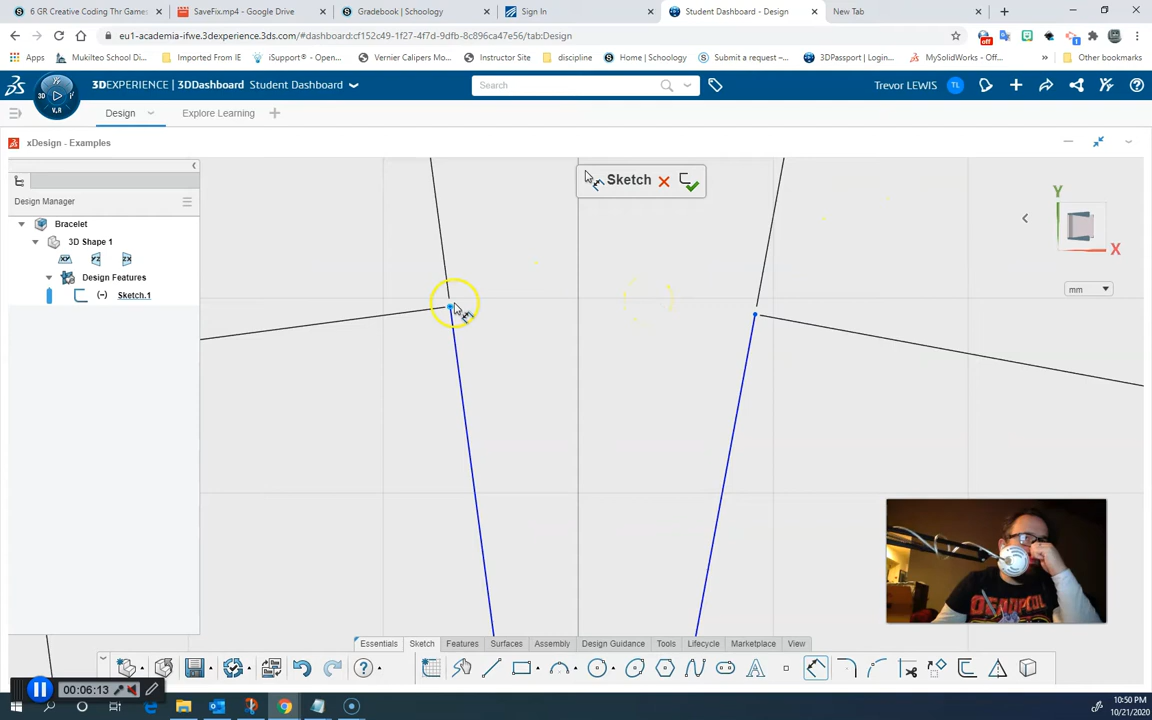 6 GR Creative Coding Thr Games
SaveFix.mp4 - Google Drive
Gradebook | Schoology
Sign In
Student Dashboard - Design
New Tab
eu1-academia-ifwe.3dexperience.3ds.com/#dashboard:cf152c49-1f27-4f7d-9dfb-8c896ca47e56/tab:Design
Apps
Mukilteo School Di...
Imported From IE
iSupport® - Open...
Vernier Calipers Mo...
Instructor Site
discipline
Home | Schoology
Submit a request –...
3DPassport | Login...
MySolidWorks - Off...
»
Other bookmarks
3DEXPERIENCE | 3DDashboard Student Dashboard
Search
Trevor LEWIS
TL
3D
V.R
Design
Explore Learning
xDesign - Examples
Design Manager
Bracelet
3D Shape 1
XY
YZ
ZX
Design Features
(-) Sketch.1
Sketch
Y
X
mm
DEADPOOL
Essentials
Sketch
Features
Surfaces
Assembly
Design Guidance
Tools
Lifecycle
Marketplace
View
00:06:13
10:50 PM
10/21/2020